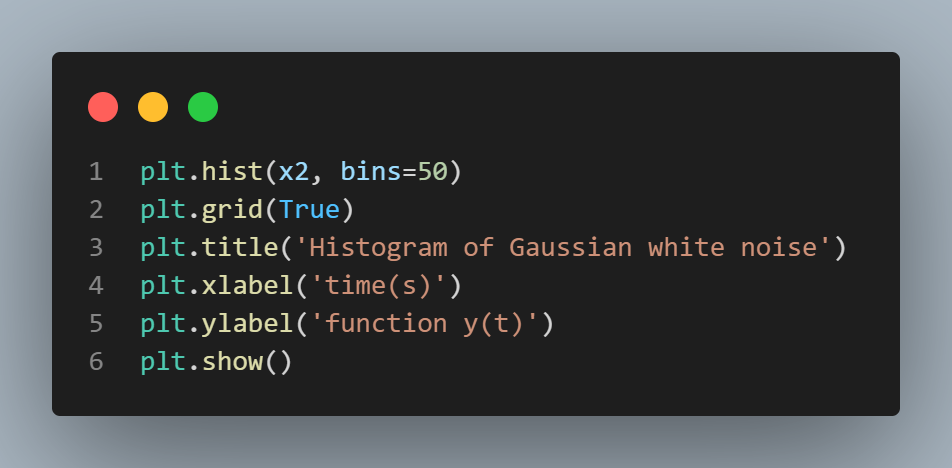 1 plt.hist(x2, bins=50)
2 plt.grid(True)
3 plt.title('Histogram of Gaussian white noise')
4 plt.xlabel('time(s)')
5 plt.ylabel('function y(t)')
6 plt.show()